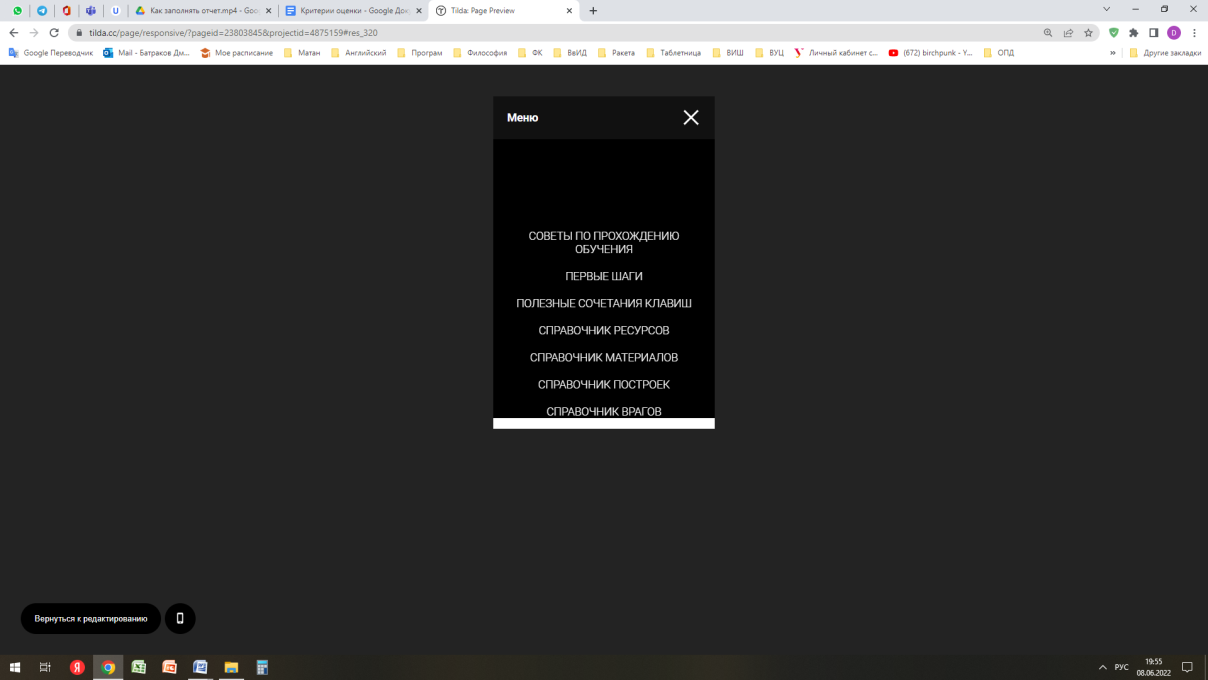 Как заполнять отчет.mp4 - Goo
Критерии оценки - Google Док
Tilda: Page Preview
tilda.cc/page/responsive/?pageid=23803845&projectid=4875159#res_320
Google Переводчик
Mail - Батраков Дм...
Мое расписание
Матан
Английский
Програм
Философия
ФК
ВвИД
Ракета
Таблетница
ВИШ
ВУЦ
Личный кабинет с...
(672) birchpunk - Y...
ОПД
»
Другие закладки
Меню
СОВЕТЫ ПО ПРОХОЖДЕНИЮ
ОБУЧЕНИЯ
ПЕРВЫЕ ШАГИ
ПОЛЕЗНЫЕ СОЧЕТАНИЯ КЛАВИШ
СПРАВОЧНИК РЕСУРСОВ
СПРАВОЧНИК МАТЕРИАЛОВ
СПРАВОЧНИК ПОСТРОЕК
СПРАВОЧНИК ВРАГОВ
Вернуться к редактированию
РУС
19:55
08.06.2022